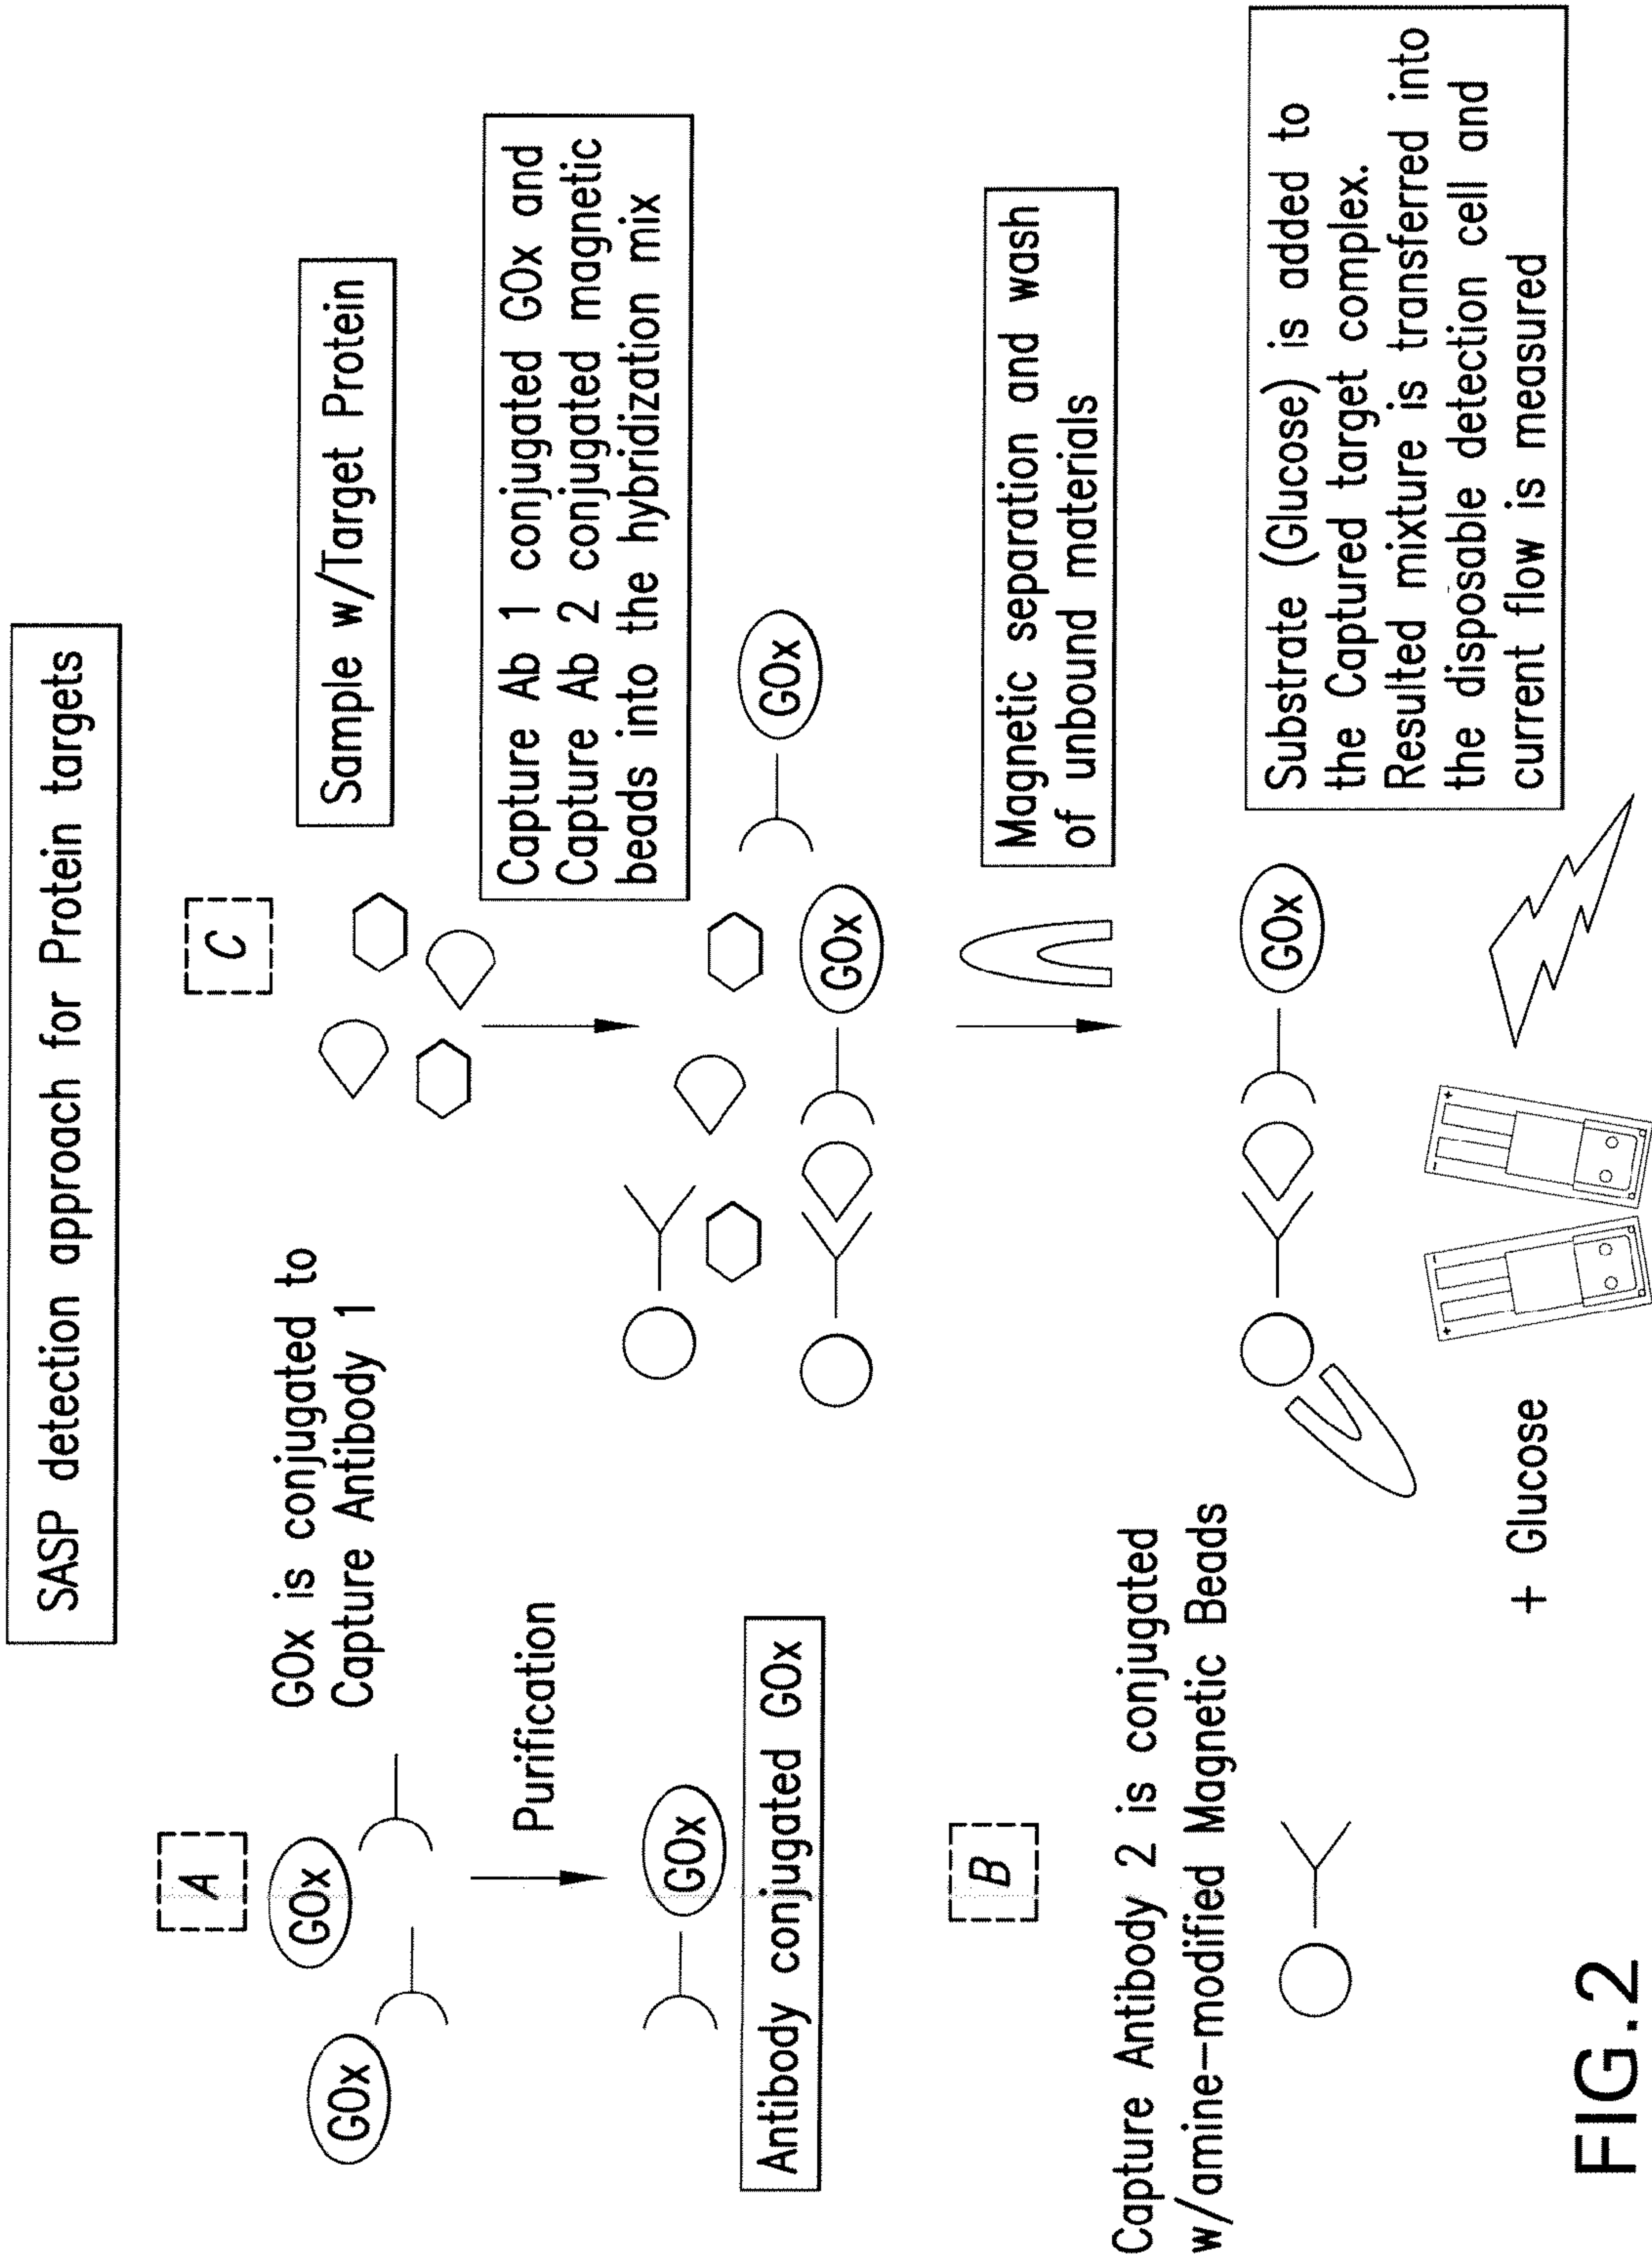 SASP detection approach for Protein targets
A
GOx is conjugated to
Capture Antibody 1
GOx
GOx
Purification
GOx
Antibody conjugated GOx
B
Capture Antibody 2 is conjugated
w/amine-modified Magnetic Beads
C
Sample w/Target Protein
Capture Ab 1 conjugated GOx and
Capture Ab 2 conjugated magnetic
beads into the hybridization mix
GOx
GOx
Magnetic separation and wash
of unbound materials
GOx
Substrate (Glucose) is added to
the Captured target complex.
Resulted mixture is transferred into
the disposable detection cell and
current flow is measured
+ Glucose
+ -
- +
FIG.2